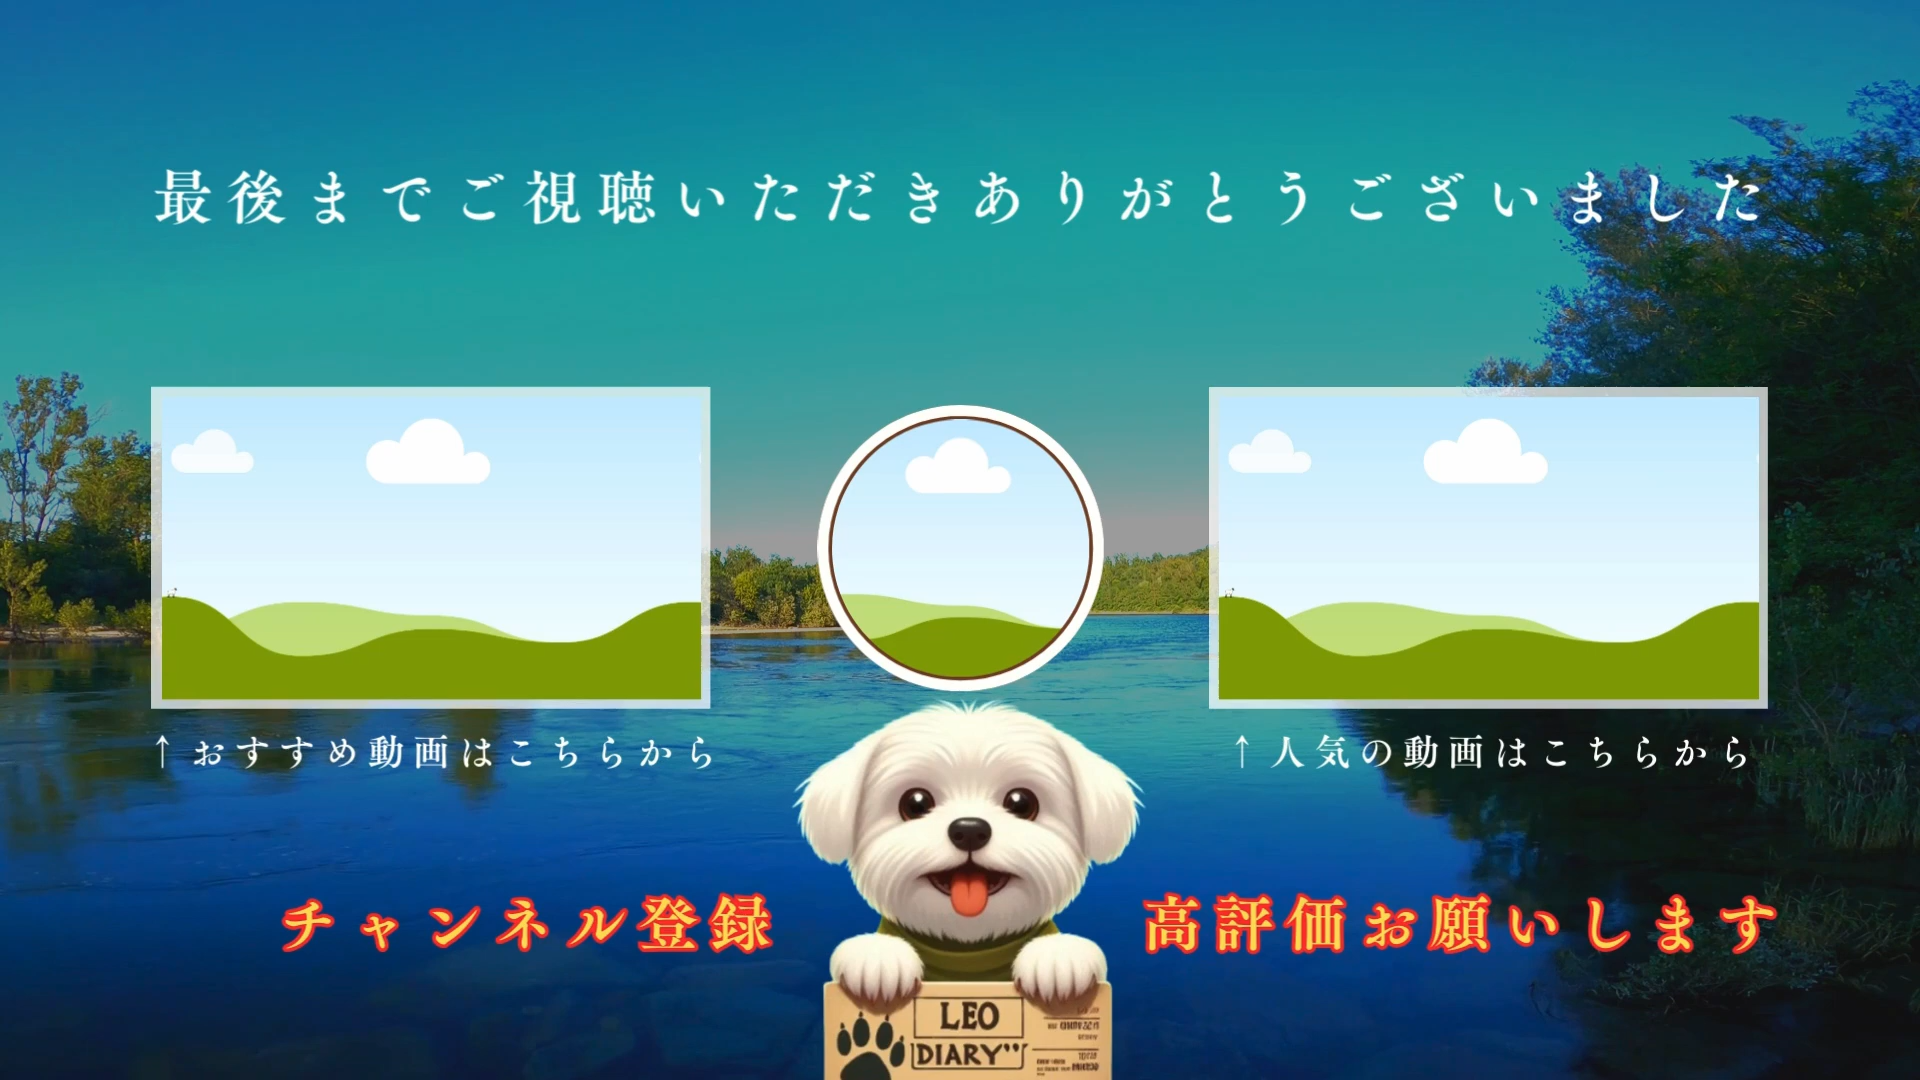 最後までご視聴いただきありがとうございました
↑おすすめ動画はこちらから
↑人気の動画はこちらから
チャンネル登録
高評価お願いします
LEO
DIARY